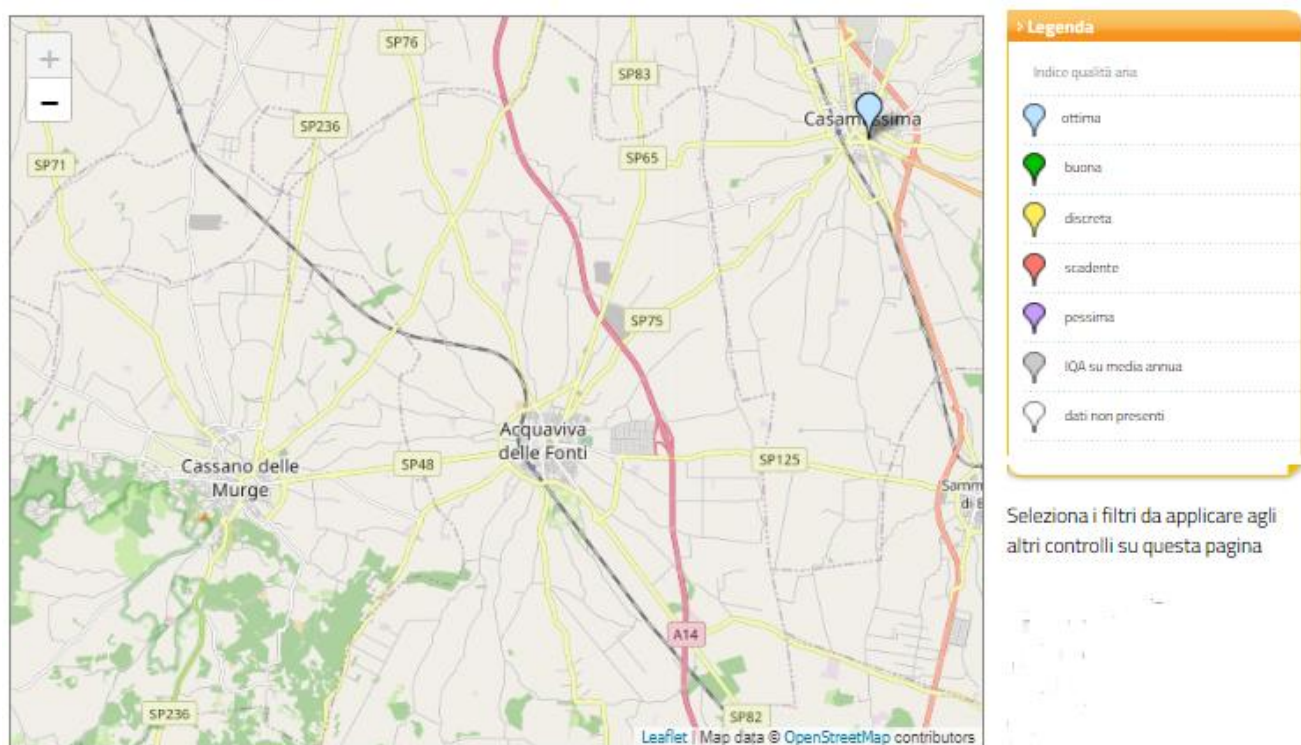 +
−
SP76
SP83
SP236
Casamassima
SP71
SP65
SP75
Acquaviva
delle Fonti
Cassano delle
Murge
SP48
SP125
Samm
di B
A14
SP236
SP82
Leaflet | Map data © OpenStreetMap contributors
› Legenda
Indice qualità aria
ottima
buona
discreta
scadente
pessima
IQA su media annua
dati non presenti
Seleziona i filtri da applicare agli
altri controlli su questa pagina